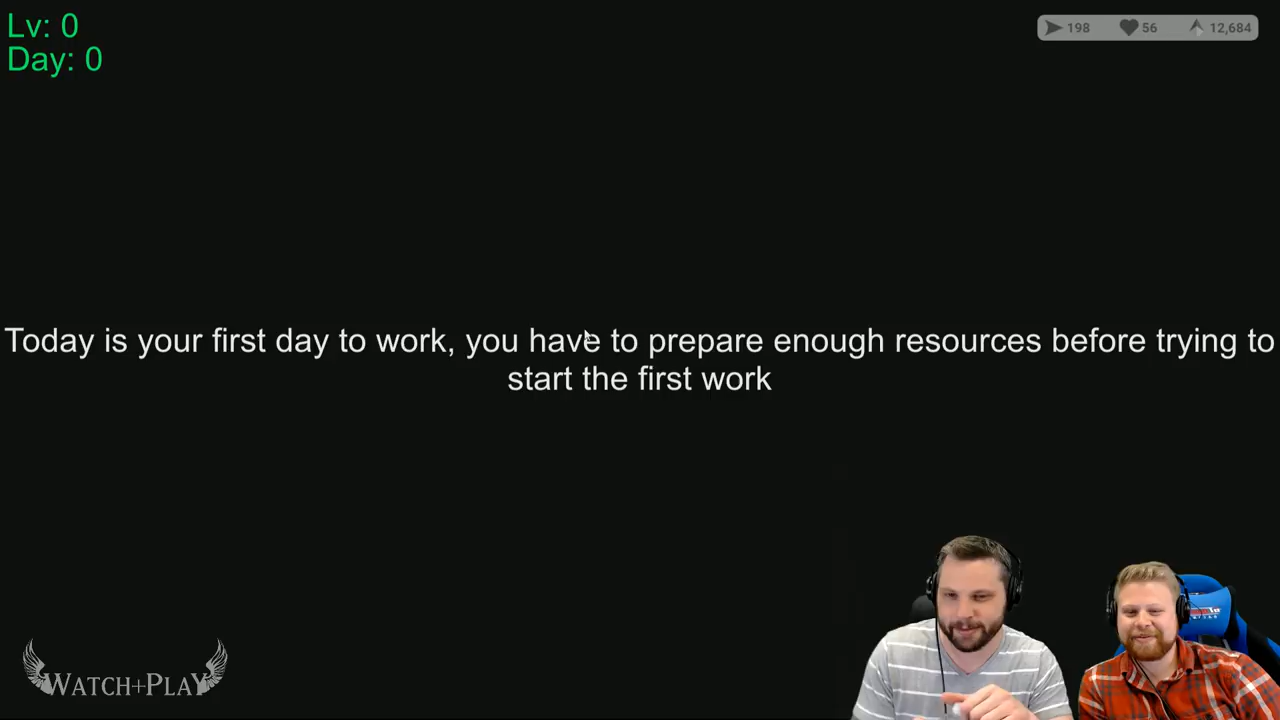 Lv: 0
Day: 0
198 56 12,684
Today is your first day to work, you have to prepare enough resources before trying to
start the first work
WATCH+PLAY